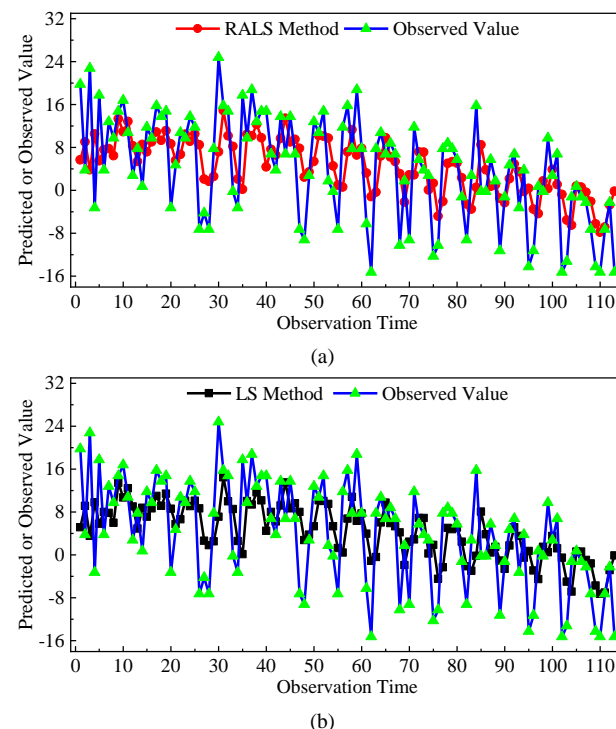 32
RALS Method Observed Value
24
16
8
0
-8
-16
Predicted or Observed Value
0 10 20 30 40 50 60 70 80 90 100 110
Observation Time
(a)
32
LS Method Observed Value
24
16
8
0
-8
-16
Predicted or Observed Value
0 10 20 30 40 50 60 70 80 90 100 110
Observation Time
(b)